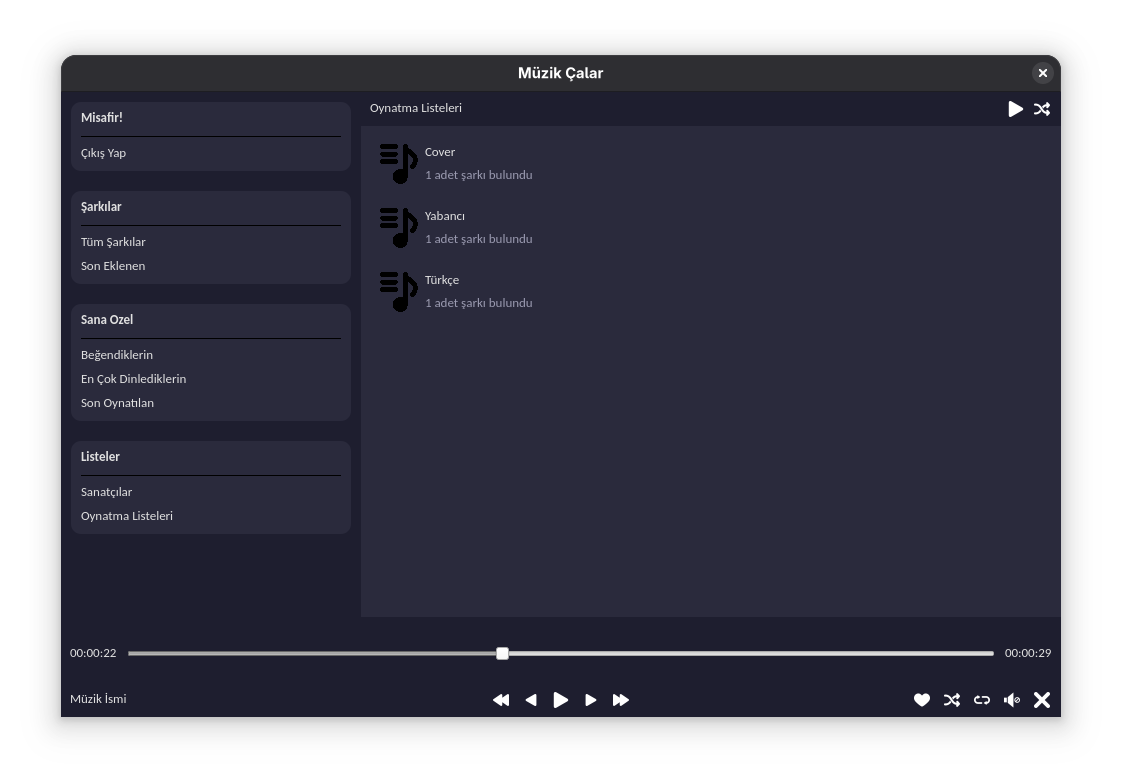 Müzik Çalar
Misafir!
Çıkış Yap
Şarkılar
Tüm Şarkılar
Son Eklenen
Sana Ozel
Beğendiklerin
En Çok Dinlediklerin
Son Oynatılan
Listeler
Sanatçılar
Oynatma Listeleri
Oynatma Listeleri
Cover
1 adet şarkı bulundu
Yabancı
1 adet şarkı bulundu
Türkçe
1 adet şarkı bulundu
00:00:22
00:00:29
Müzik İsmi